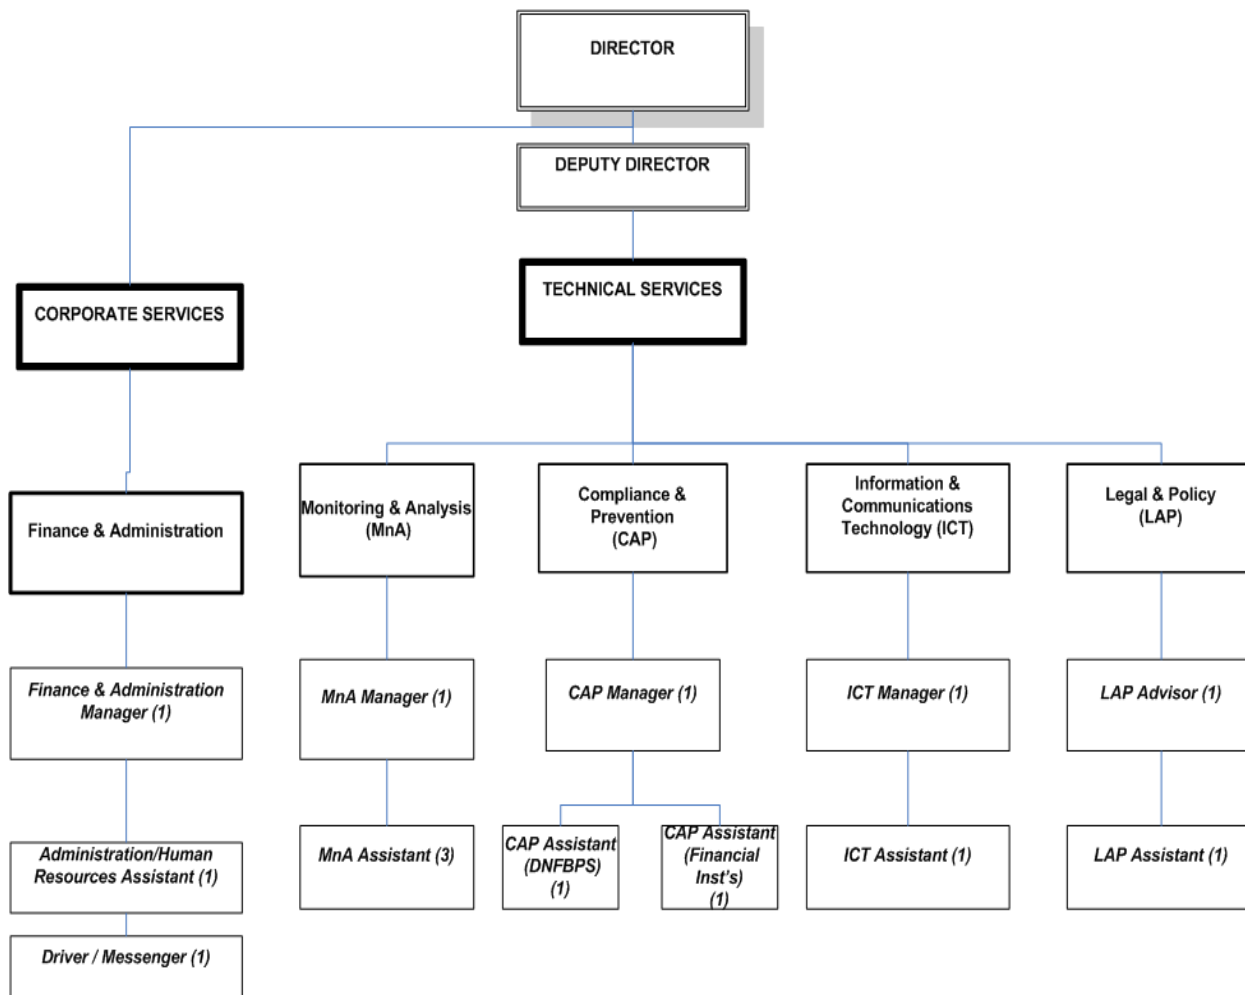 DIRECTOR
DEPUTY DIRECTOR
CORPORATE SERVICES
TECHNICAL SERVICES
Finance & Administration
Monitoring & Analysis
(MnA)
Compliance &
Prevention
(CAP)
Information &
Communications
Technology (ICT)
Legal & Policy
(LAP)
Finance & Administration
Manager (1)
MnA Manager (1)
CAP Manager (1)
ICT Manager (1)
LAP Advisor (1)
Administration/Human
Resources Assistant (1)
MnA Assistant (3)
CAP Assistant
(DNFBPS)
(1)
CAP Assistant
(Financial
Inst's)
(1)
ICT Assistant (1)
LAP Assistant (1)
Driver / Messenger (1)